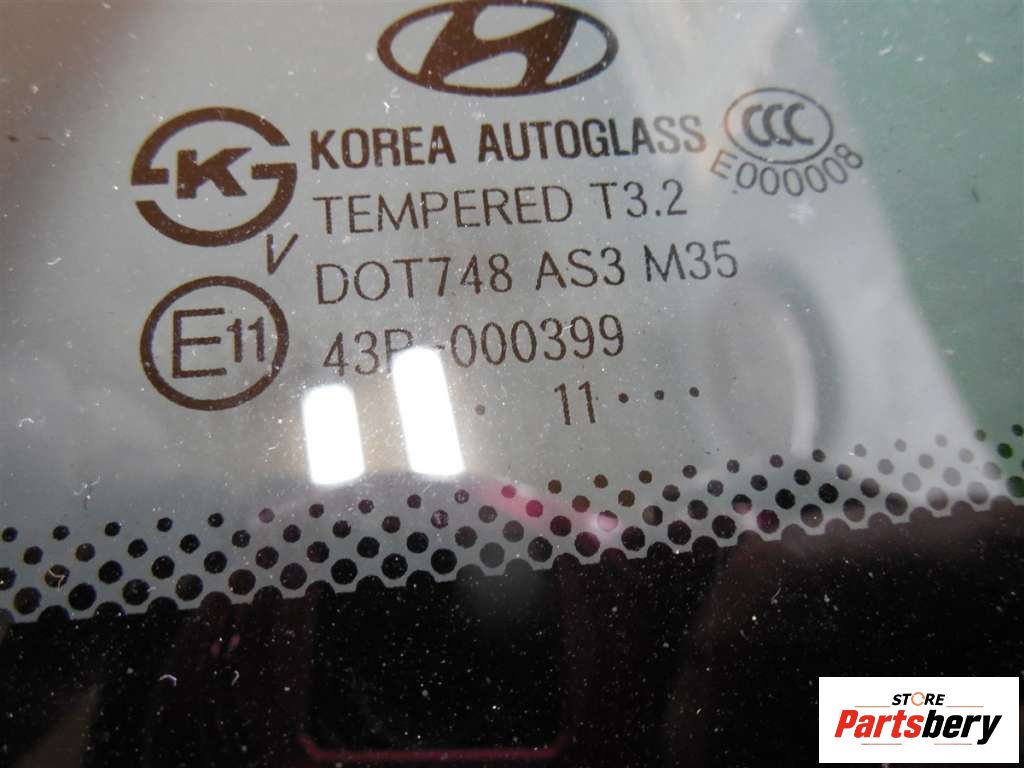 KOREA AUTOGLASS
CCC
E000008
K
TEMPERED T3.2
V
DOT748 AS3 M35
E11
43R-000399
. 11 . . .
STORE
Partsbery